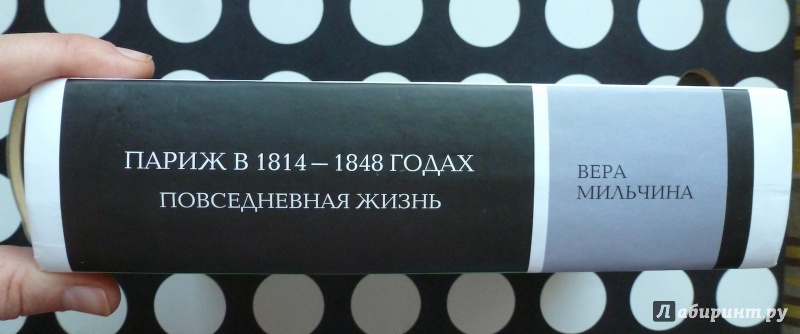 ПАРИЖ В 1814 – 1848 ГОДАХ
ПОВСЕДНЕВНАЯ ЖИЗНЬ
ВЕРА
МИЛЬЧИНА
Лабиринт.ру